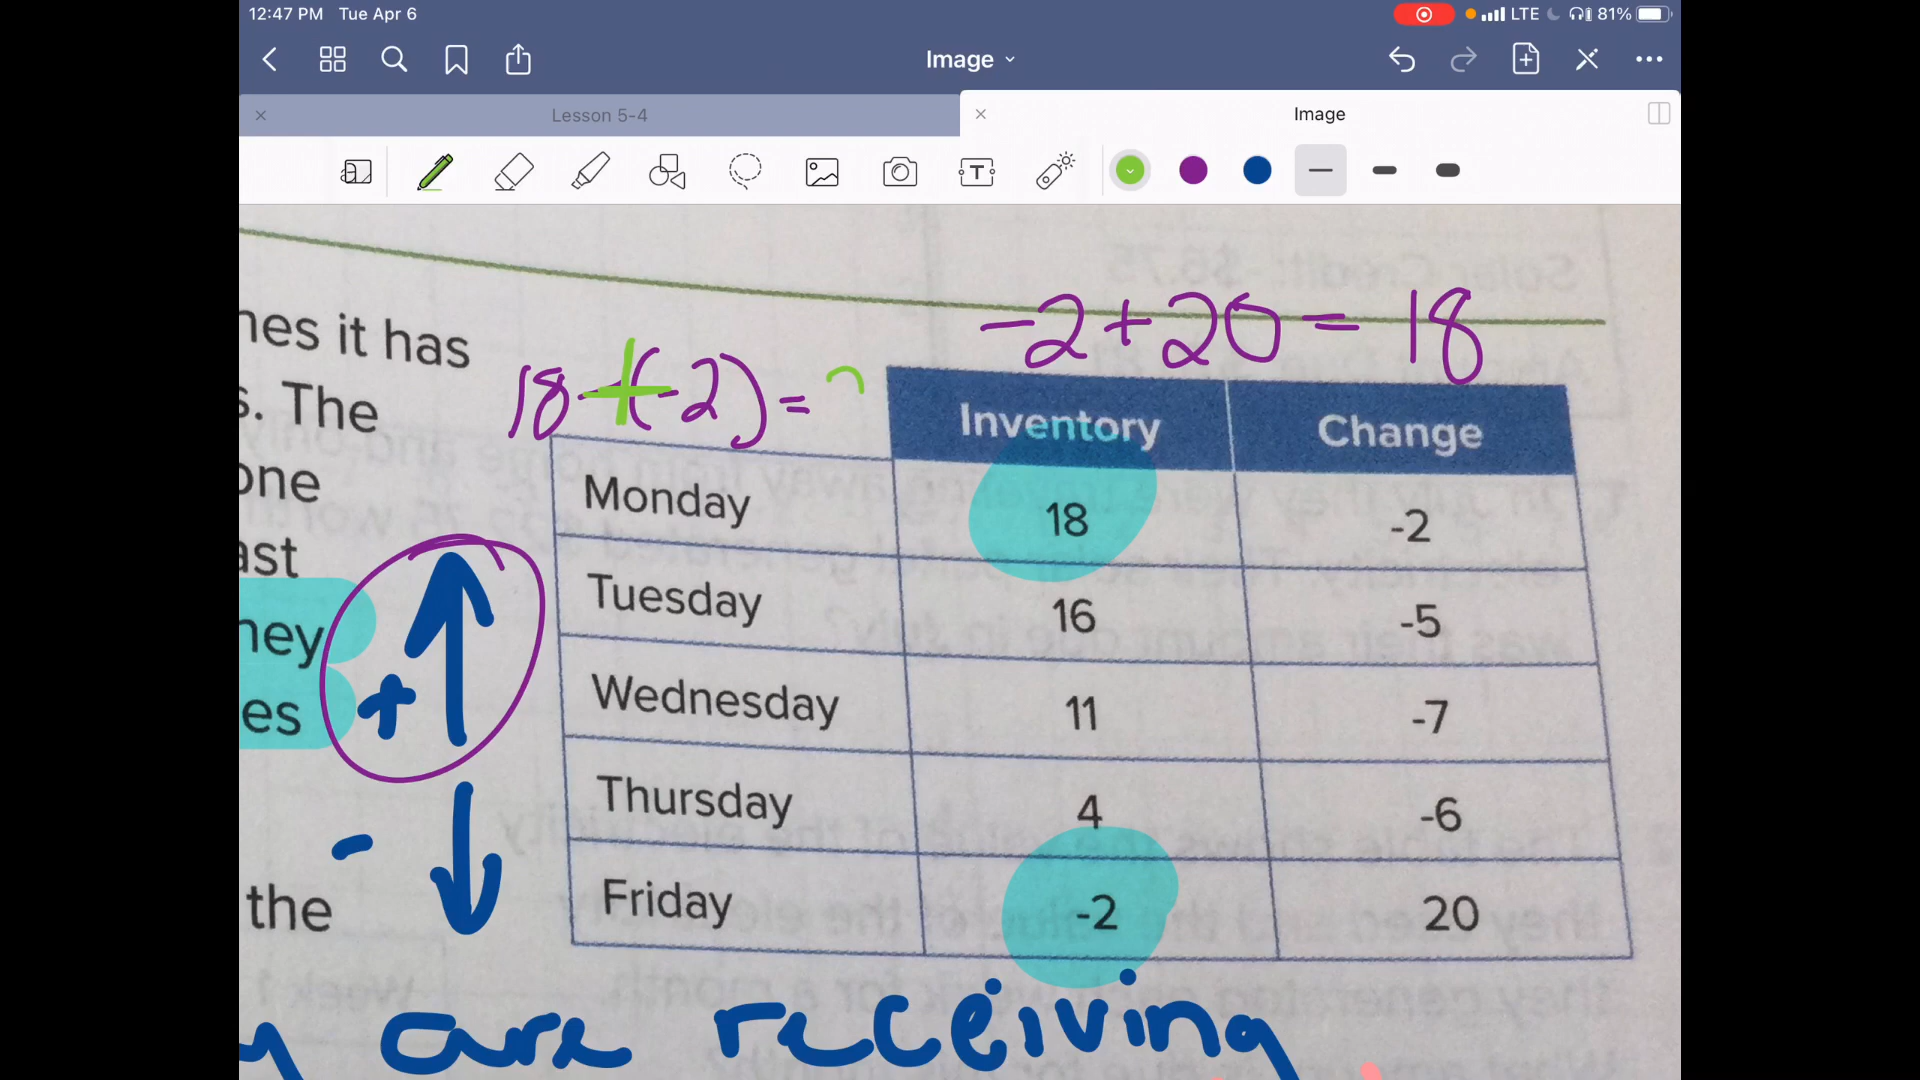 12:47 PM Tue Apr 6
LTE 81%
Image
Lesson 5-4
Image
T
-2+20=18
18-(-2)=
nes it has
s. The
one
ast
hey
es
the
Inventory Change
Monday 18 -2
Tuesday 16 -5
Wednesday 11 -7
Thursday 4 -6
Friday -2 20
+
-
y are receiving